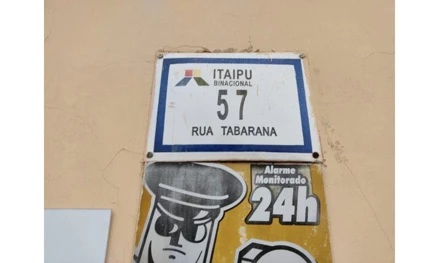 ITAIPU
BINACIONAL
57
RUA TABARANA
Alarme
Monitorado
24h